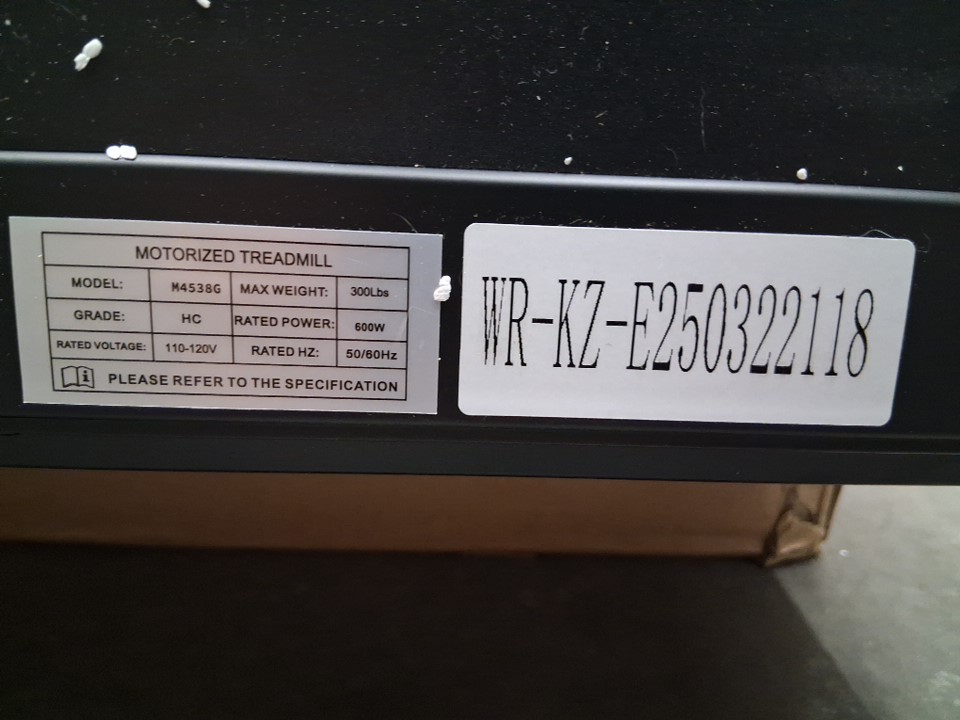 MOTORIZED TREADMILL
MODEL: M4538G MAX WEIGHT: 300Lbs
GRADE: HC RATED POWER: 600W
RATED VOLTAGE: 110-120V RATED HZ: 50/60Hz
PLEASE REFER TO THE SPECIFICATION
WR-KZ-E250322118